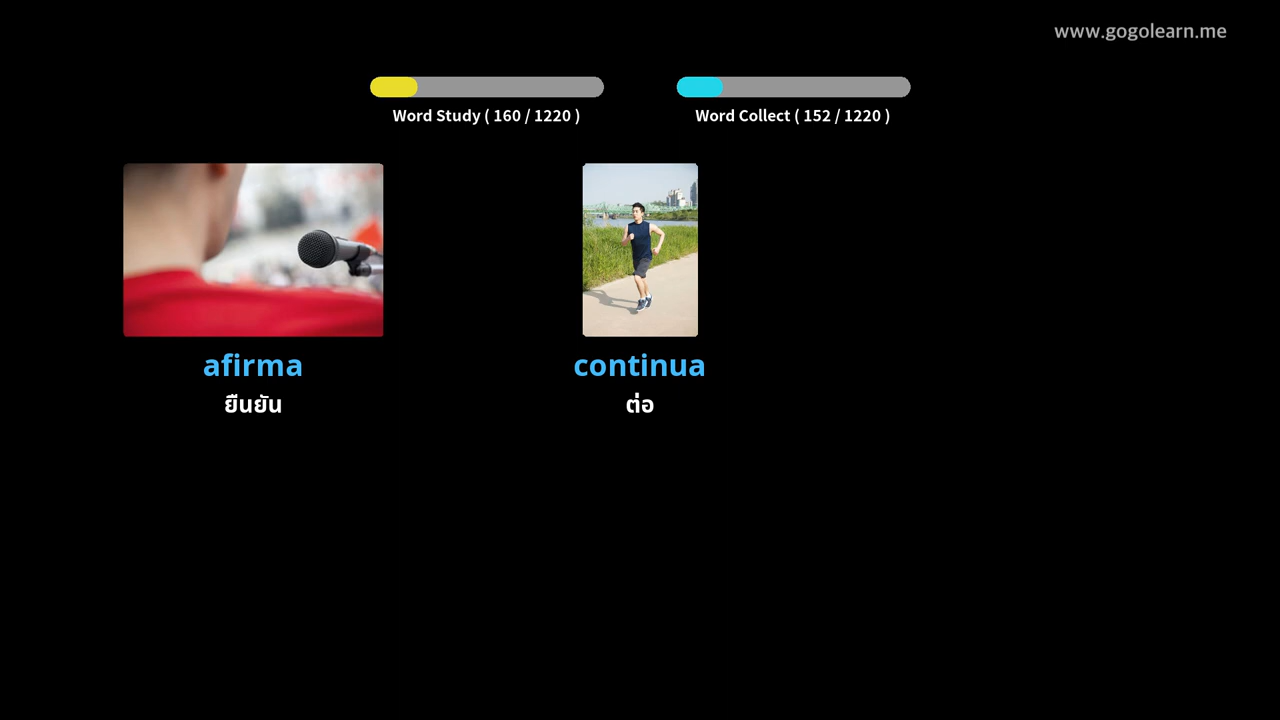 www.gogolearn.me
Word Study ( 160 / 1220 )
Word Collect ( 152 / 1220 )
afirma
ยืนยัน
continua
ต่อ